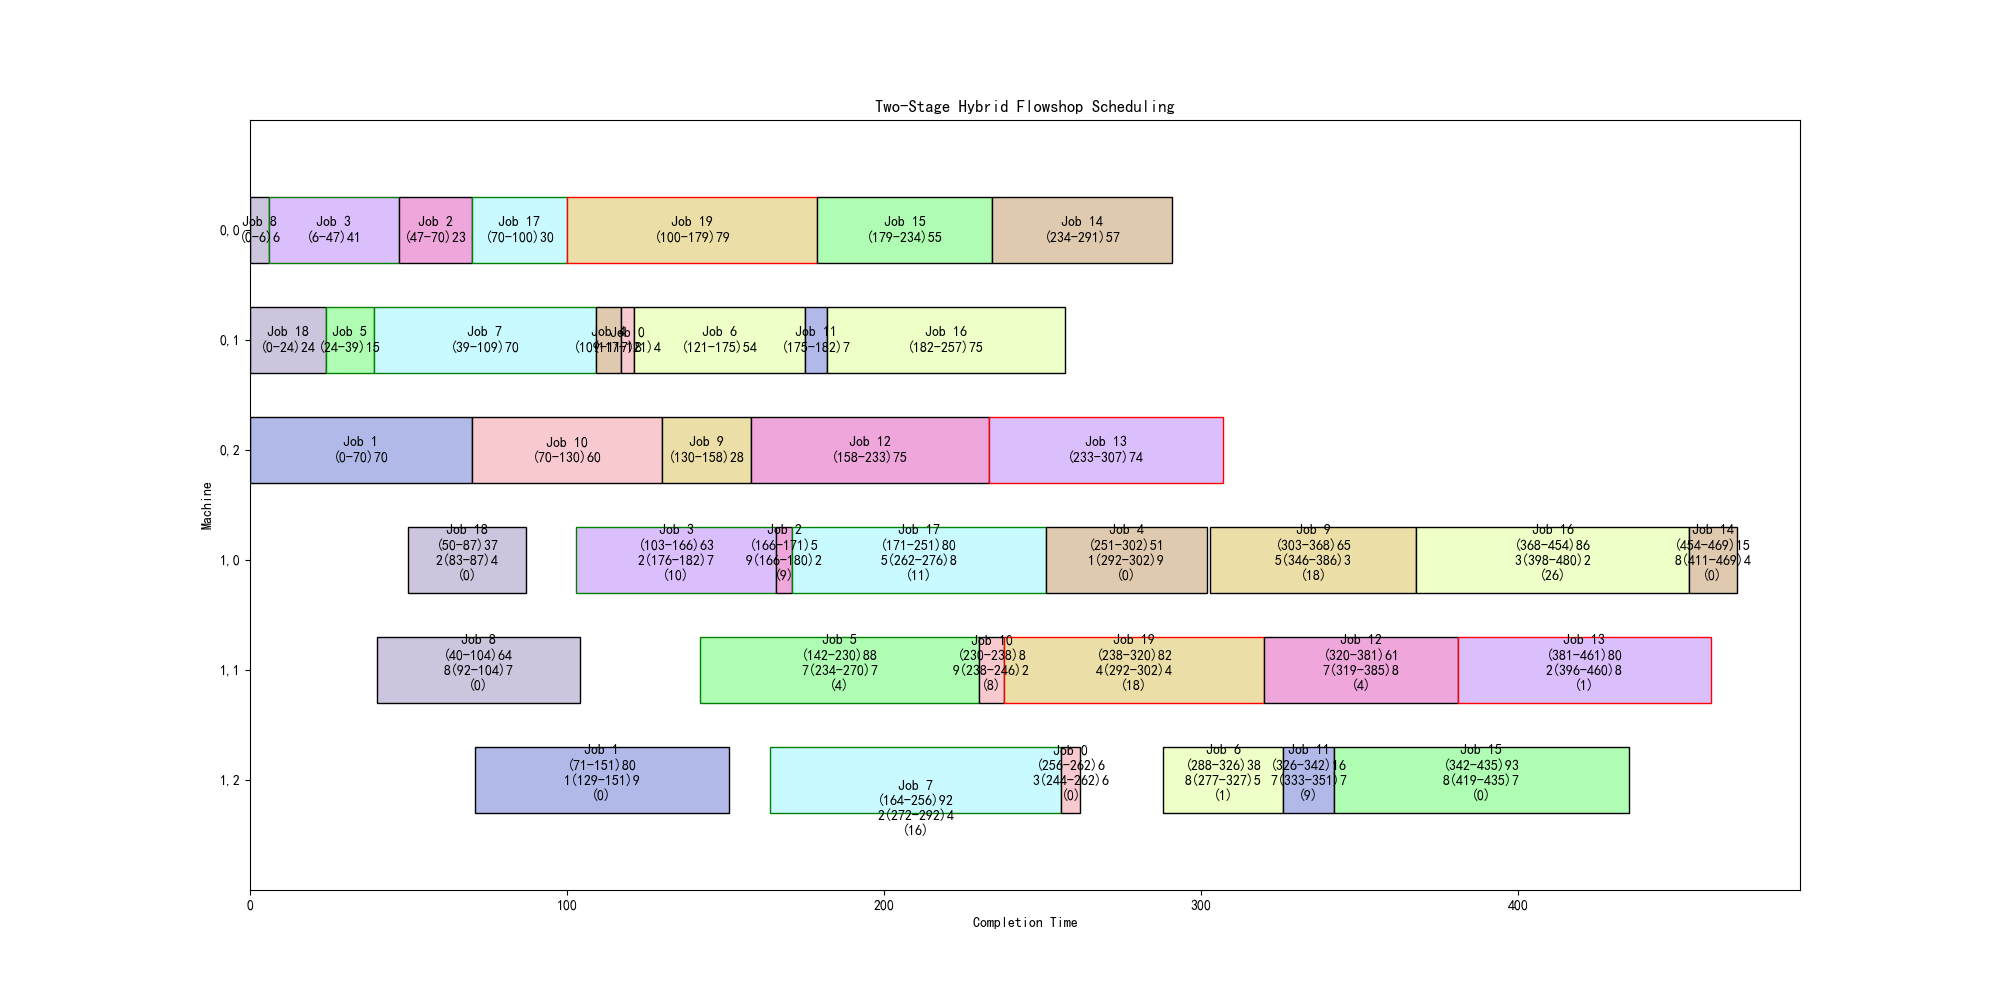 Two-Stage Hybrid Flowshop Scheduling
0,0
Job 8
(0-6)6
Job 3
(6-47)41
Job 2
(47-70)23
Job 17
(70-100)30
Job 19
(100-179)79
Job 15
(179-234)55
Job 14
(234-291)57
0,1
Job 18
(0-24)24
Job 5
(24-39)15
Job 7
(39-109)70
Job 4
(109-117)8
Job 0
(117-121)4
Job 6
(121-175)54
Job 11
(175-182)7
Job 16
(182-257)75
0,2
Job 1
(0-70)70
Job 10
(70-130)60
Job 9
(130-158)28
Job 12
(158-233)75
Job 13
(233-307)74
1,0
Job 18
(50-87)37
2(83-87)4
(0)
Job 3
(103-166)63
2(176-182)7
(10)
Job 2
(166-171)5
9(166-180)2
(9)
Job 17
(171-251)80
5(262-276)8
(11)
Job 4
(251-302)51
1(292-302)9
(0)
Job 9
(303-368)65
5(346-386)3
(18)
Job 16
(368-454)86
3(398-480)2
(26)
Job 14
(454-469)15
8(411-469)4
(0)
1,1
Job 8
(40-104)64
8(92-104)7
(0)
Job 5
(142-230)88
7(234-270)7
(4)
Job 10
(230-238)8
9(238-246)2
(8)
Job 19
(238-320)82
4(292-302)4
(18)
Job 12
(320-381)61
7(319-385)8
(4)
Job 13
(381-461)80
2(396-460)8
(1)
1,2
Job 1
(71-151)80
1(129-151)9
(0)
Job 7
(164-256)92
2(272-292)4
(16)
Job 0
(256-262)6
3(244-262)6
(0)
Job 6
(288-326)38
8(277-327)5
(1)
Job 11
(326-342)16
7(333-351)7
(9)
Job 15
(342-435)93
8(419-435)7
(0)
Machine
0
100
200
300
400
Completion Time